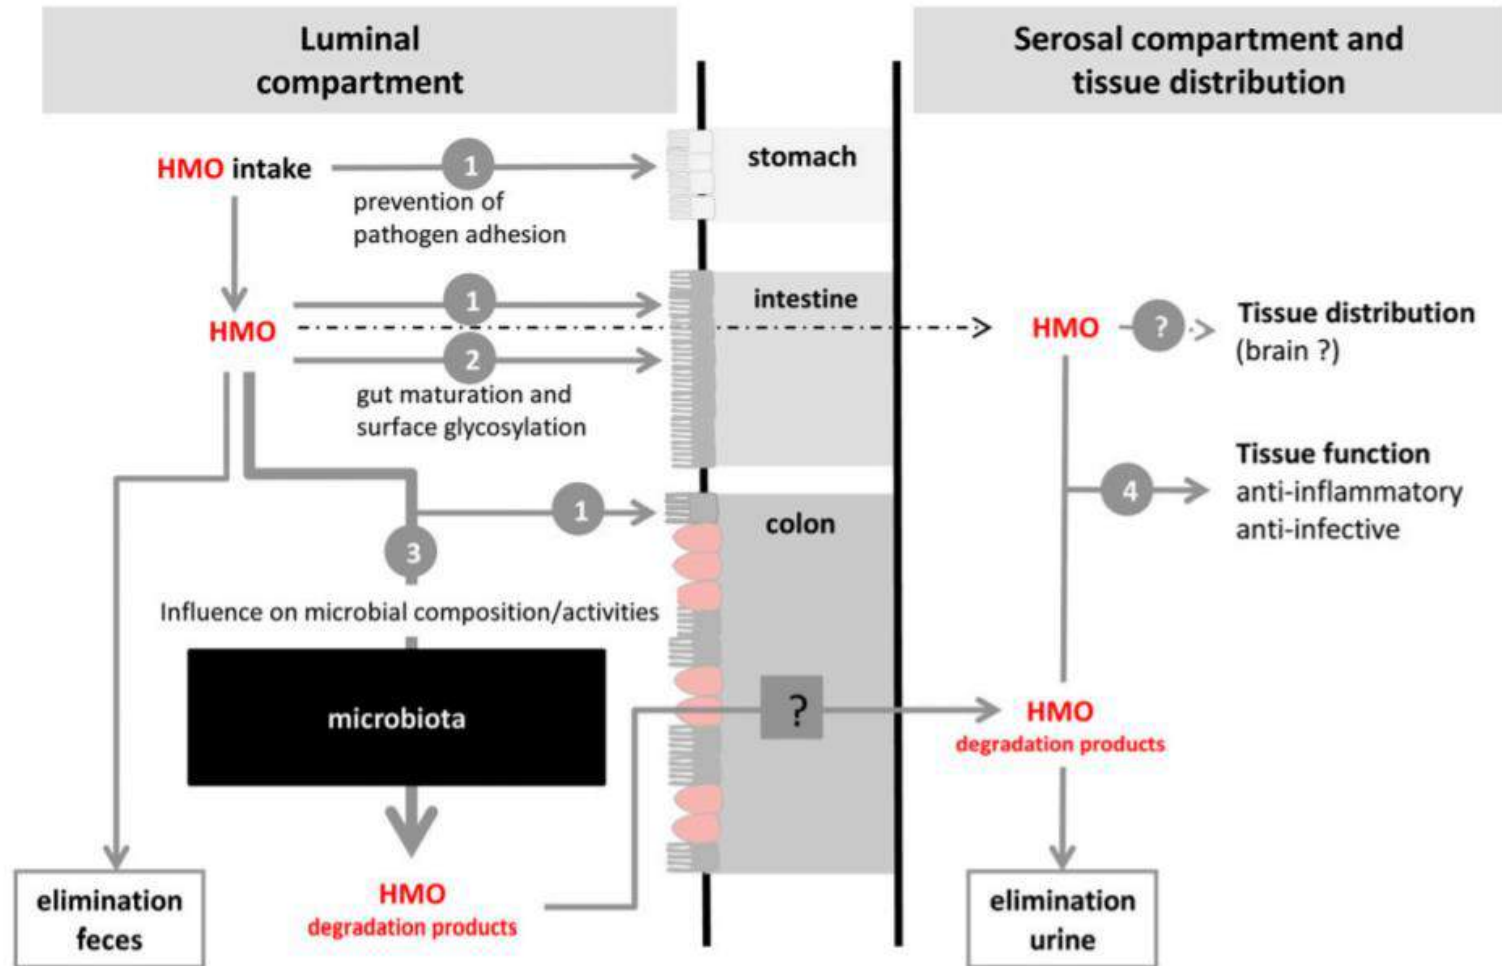 Luminal
compartment
Serosal compartment and
tissue distribution
HMO intake
1
stomach
prevention of
pathogen adhesion
1
intestine
HMO
HMO
?
Tissue distribution
(brain ?)
2
gut maturation and
surface glycosylation
Tissue function
anti-inflammatory
anti-infective
4
1
colon
3
Influence on microbial composition/activities
microbiota
?
HMO
degradation products
HMO
degradation products
elimination
feces
elimination
urine